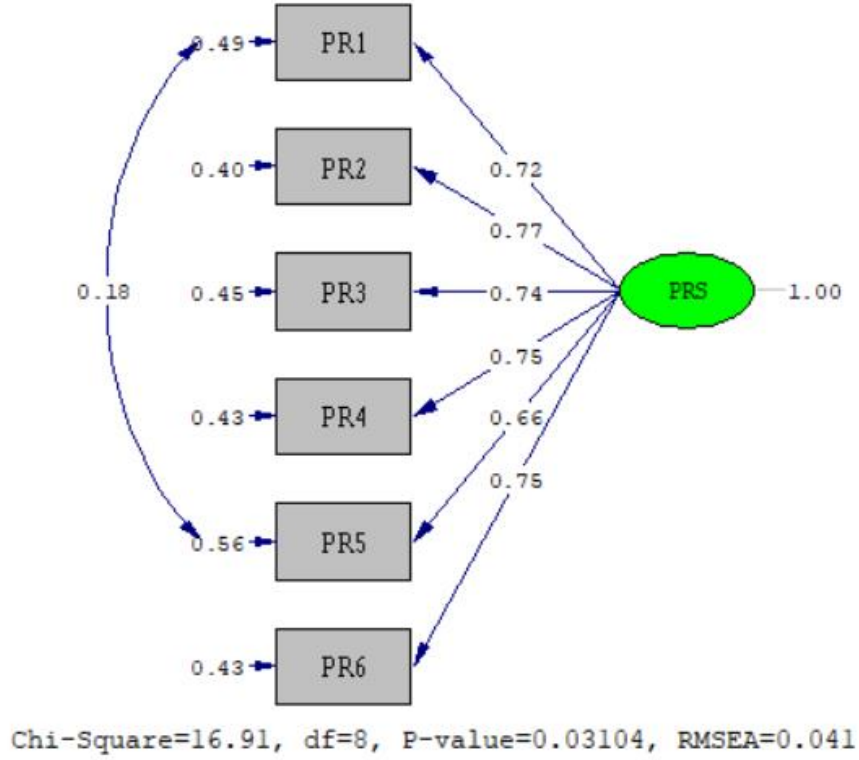 0.49 PR1
0.72
0.40 PR2
0.77
0.18 0.45 PR3 0.74 PRS 1.00
0.75
0.43 PR4 0.66
0.75
0.56 PR5
0.43 PR6
Chi-Square=16.91, df=8, P-value=0.03104, RMSEA=0.041